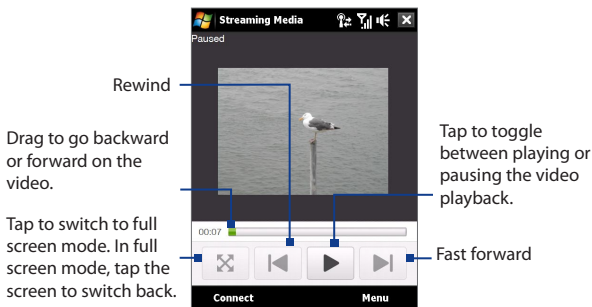 Streaming Media
Paused
Rewind
Drag to go backward
or forward on the
video.
Tap to switch to full
screen mode. In full
screen mode, tap the
screen to switch back.
Tap to toggle
between playing or
pausing the video
playback.
00:07
Fast forward
Connect
Menu